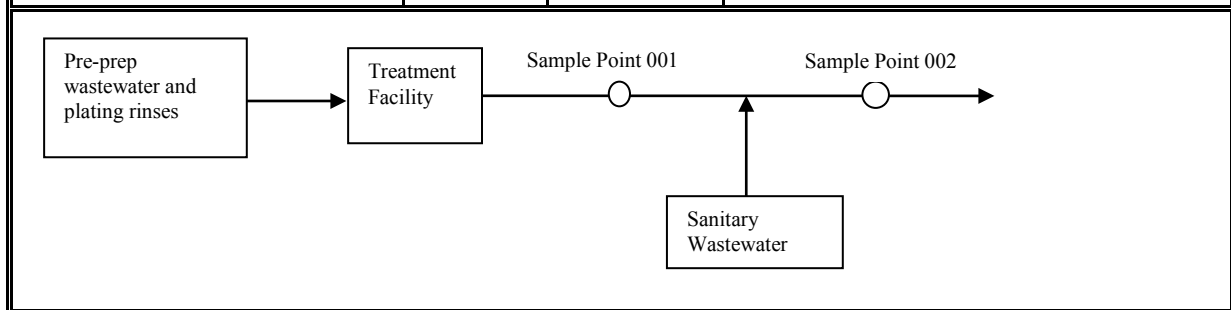 Pre-prep
wastewater and
plating rinses
Treatment
Facility
Sample Point 001
Sample Point 002
Sanitary
Wastewater